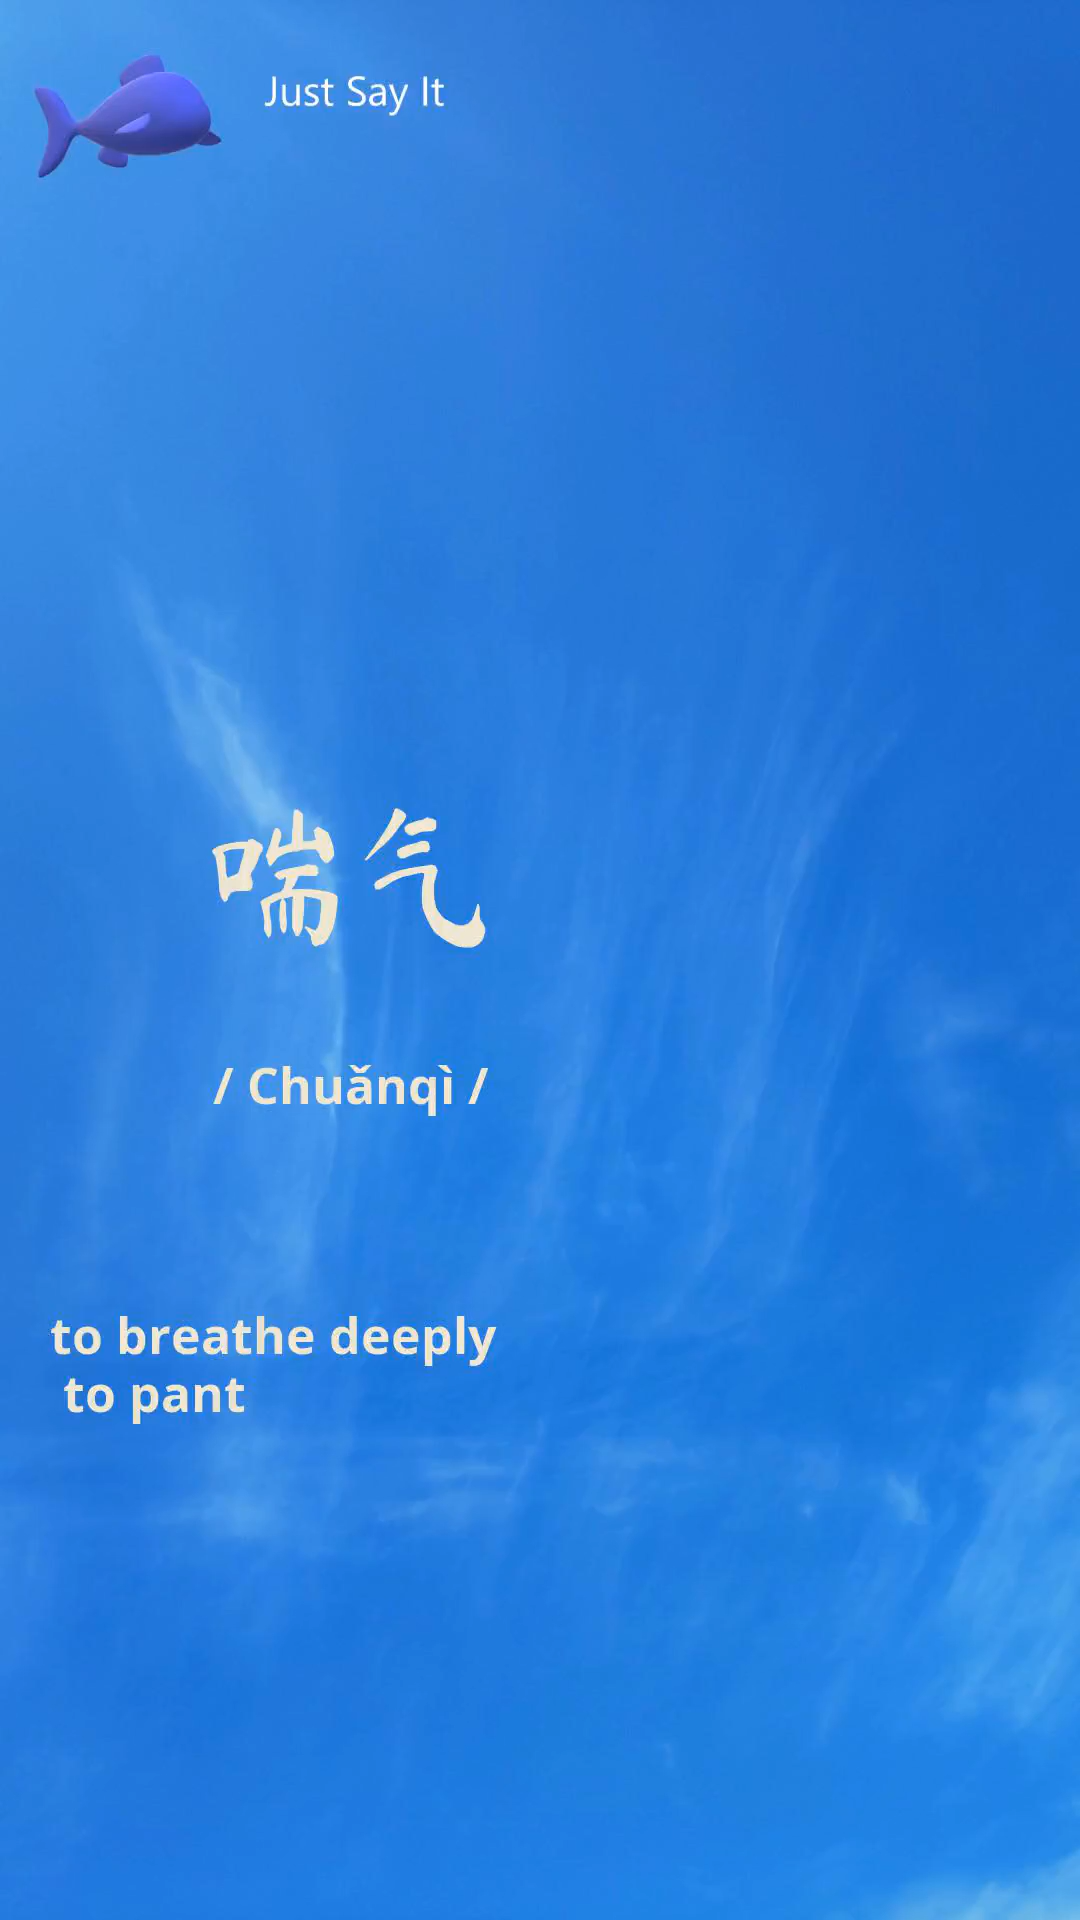 Just Say It
喘气
/ Chuǎnqì /
to breathe deeply
to pant